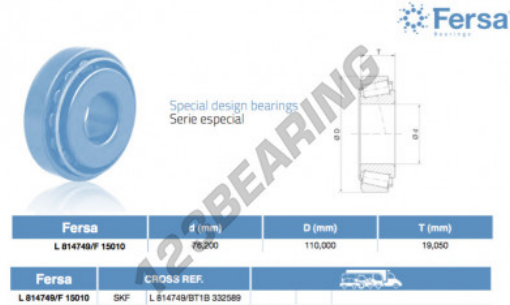 Fersa
Bearings
Special design bearings
Serie especial
T
Ø D
Ø d
123BEARING
Fersa d (mm) D (mm) T (mm)
L 814749/F 15010 76,200 110,000 19,050
Fersa CROSS REF.
L 814749/F 15010 SKF L 814749/BT1B 332589